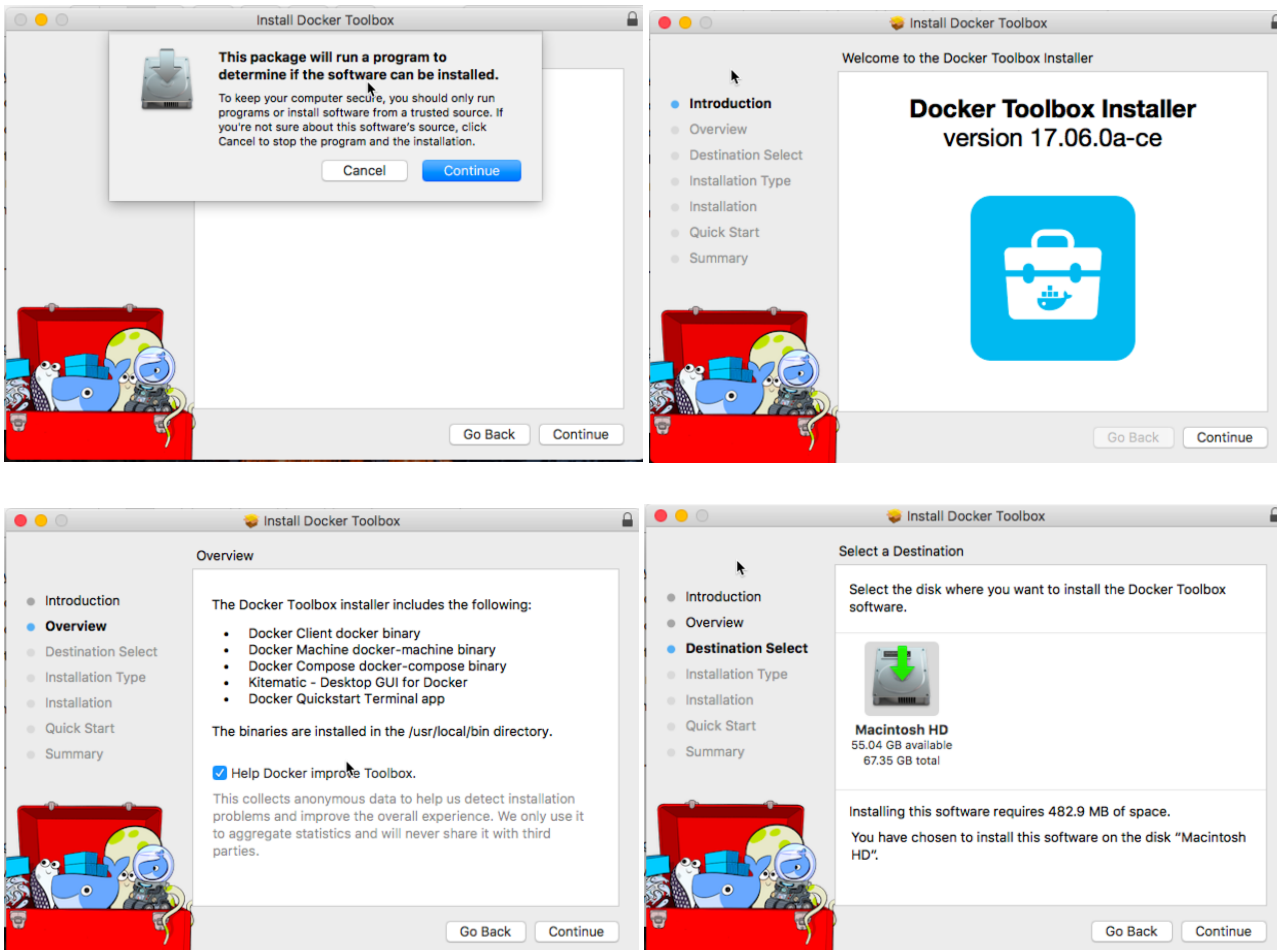 Install Docker Toolbox
This package will run a program to
determine if the software can be installed.
To keep your computer secure, you should only run
programs or install software from a trusted source. If
you're not sure about this software's source, click
Cancel to stop the program and the installation.
Cancel
Continue
Go Back
Continue
Install Docker Toolbox
Welcome to the Docker Toolbox Installer
Introduction
Overview
Destination Select
Installation Type
Installation
Quick Start
Summary
Docker Toolbox Installer
version 17.06.0a-ce
Go Back
Continue
Install Docker Toolbox
Overview
Introduction
Overview
Destination Select
Installation Type
Installation
Quick Start
Summary
The Docker Toolbox installer includes the following:
• Docker Client docker binary
• Docker Machine docker-machine binary
• Docker Compose docker-compose binary
• Kitematic - Desktop GUI for Docker
• Docker Quickstart Terminal app
The binaries are installed in the /usr/local/bin directory.
Help Docker improve Toolbox.
This collects anonymous data to help us detect installation
problems and improve the overall experience. We only use it
to aggregate statistics and will never share it with third
parties.
Go Back
Continue
Install Docker Toolbox
Select a Destination
Introduction
Overview
Destination Select
Installation Type
Installation
Quick Start
Summary
Select the disk where you want to install the Docker Toolbox
software.
Macintosh HD
55.04 GB available
67.35 GB total
Installing this software requires 482.9 MB of space.
You have chosen to install this software on the disk “Macintosh
HD”.
Go Back
Continue